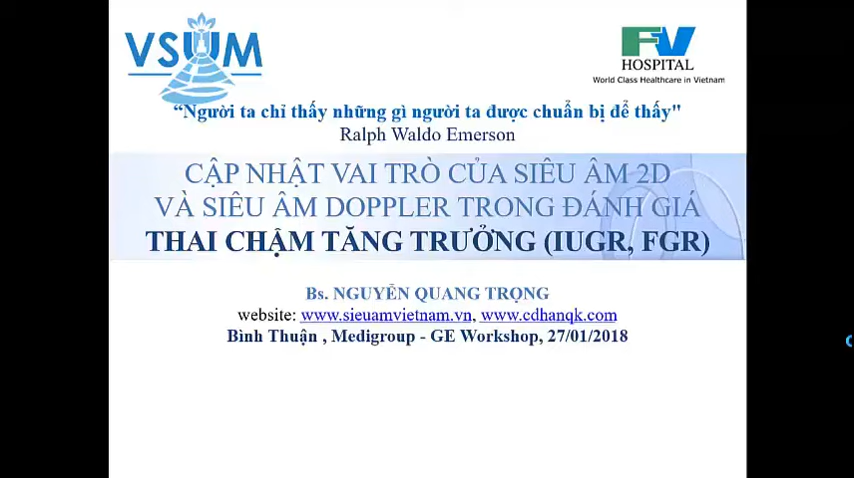 VSUM
FV
HOSPITAL
World Class Healthcare in Vietnam
“Người ta chỉ thấy những gì người ta được chuẩn bị để thấy"
Ralph Waldo Emerson
CẬP NHẬT VAI TRÒ CỦA SIÊU ÂM 2D
VÀ SIÊU ÂM DOPPLER TRONG ĐÁNH GIÁ
THAI CHẬM TĂNG TRƯỞNG (IUGR, FGR)
Bs. NGUYỄN QUANG TRỌNG
website: www.sieuamvietnam.vn, www.cdhanqk.com
Bình Thuận , Medigroup - GE Workshop, 27/01/2018